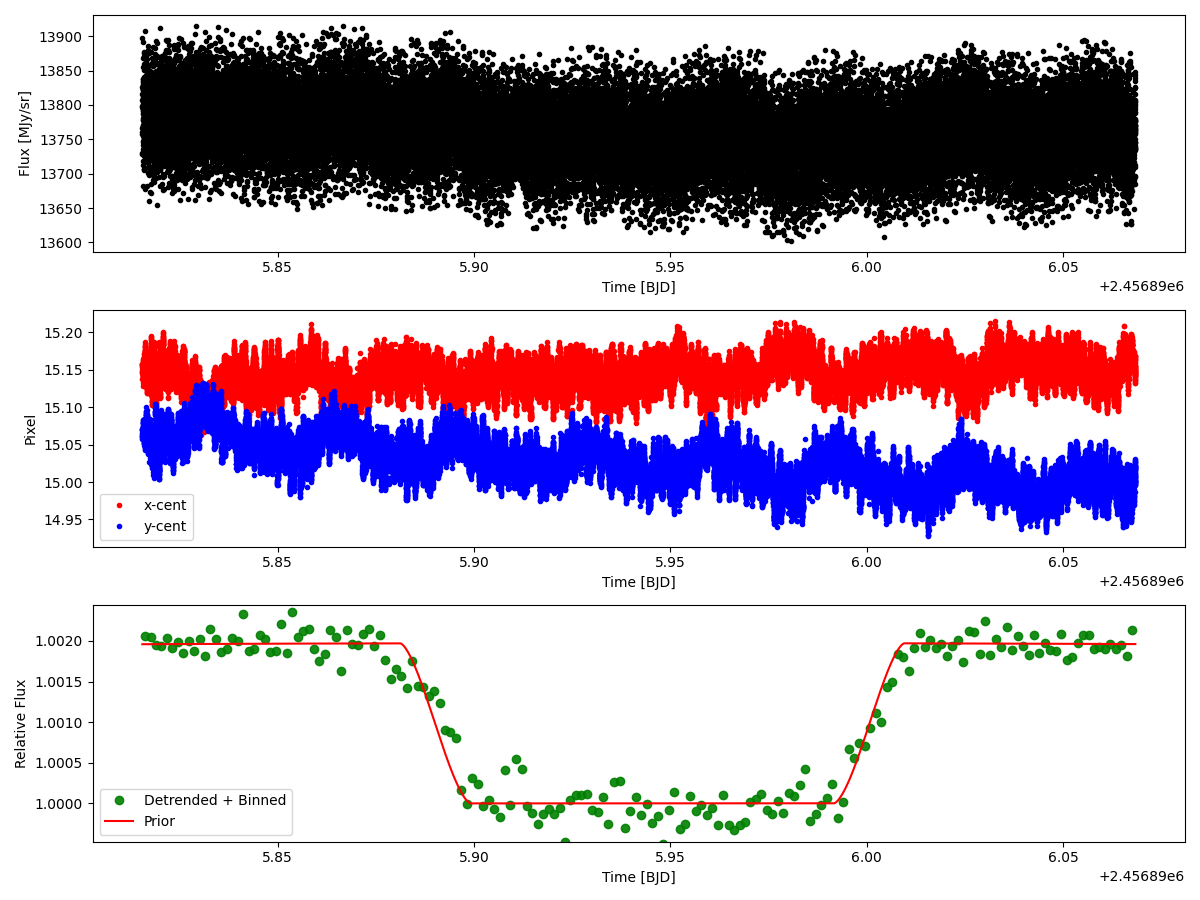 13900
13850
13800
13750
13700
13650
13600
Flux [MJy/sr]
5.85 5.90 5.95 6.00 6.05
Time [BJD]
+2.45689e6
15.20
15.15
15.10
15.05
15.00
14.95
Pixel
x-cent
y-cent
5.85 5.90 5.95 6.00 6.05
Time [BJD]
+2.45689e6
1.0020
1.0015
1.0010
1.0005
1.0000
Relative Flux
Detrended + Binned
Prior
5.85 5.90 5.95 6.00 6.05
Time [BJD]
+2.45689e6